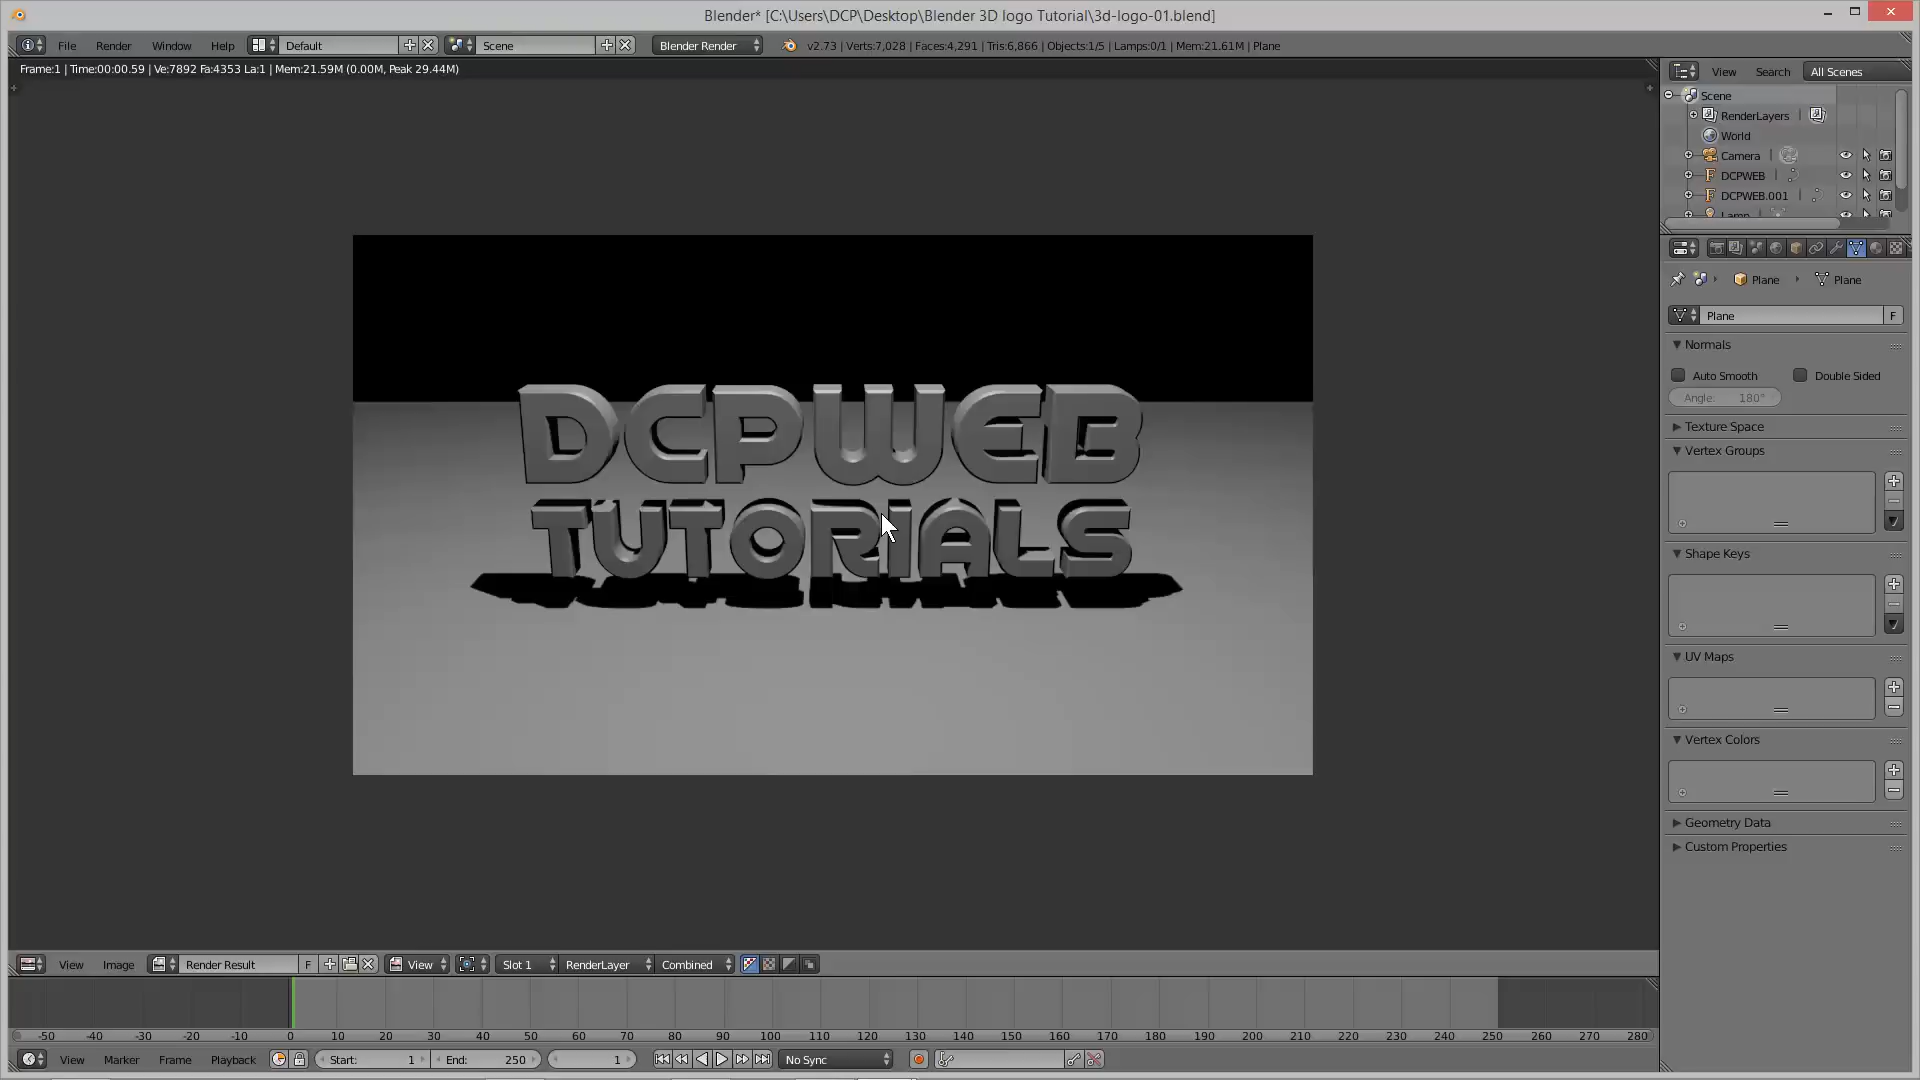 Blender* [C:\Users\DCP\Desktop\Blender 3D logo Tutorial\3d-logo-01.blend]
File Render Window Help Default Scene Blender Render v2.73 | Verts:7,028 | Faces:4,291 | Tris:6,866 | Objects:1/5 | Lamps:0/1 | Mem:21.61M | Plane
Frame:1 | Time:00:00.59 | Ve:7892 Fa:4353 La:1 | Mem:21.59M (0.00M, Peak 29.44M)
View Search All Scenes
Scene
RenderLayers
World
Camera
DCPWEB
DCPWEB.001
Lamp
Plane Plane
Plane F
Normals
Auto Smooth Double Sided
Angle: 180°
Texture Space
Vertex Groups
Shape Keys
UV Maps
Vertex Colors
Geometry Data
Custom Properties
DCPWEB
TUTORIALS
View Image Render Result F View Slot 1 RenderLayer Combined
-50 -40 -30 -20 -10 0 10 20 30 40 50 60 70 80 90 100 110 120 130 140 150 160 170 180 190 200 210 220 230 240 250 260 270 280
View Marker Frame Playback Start: 1 End: 250 1 No Sync